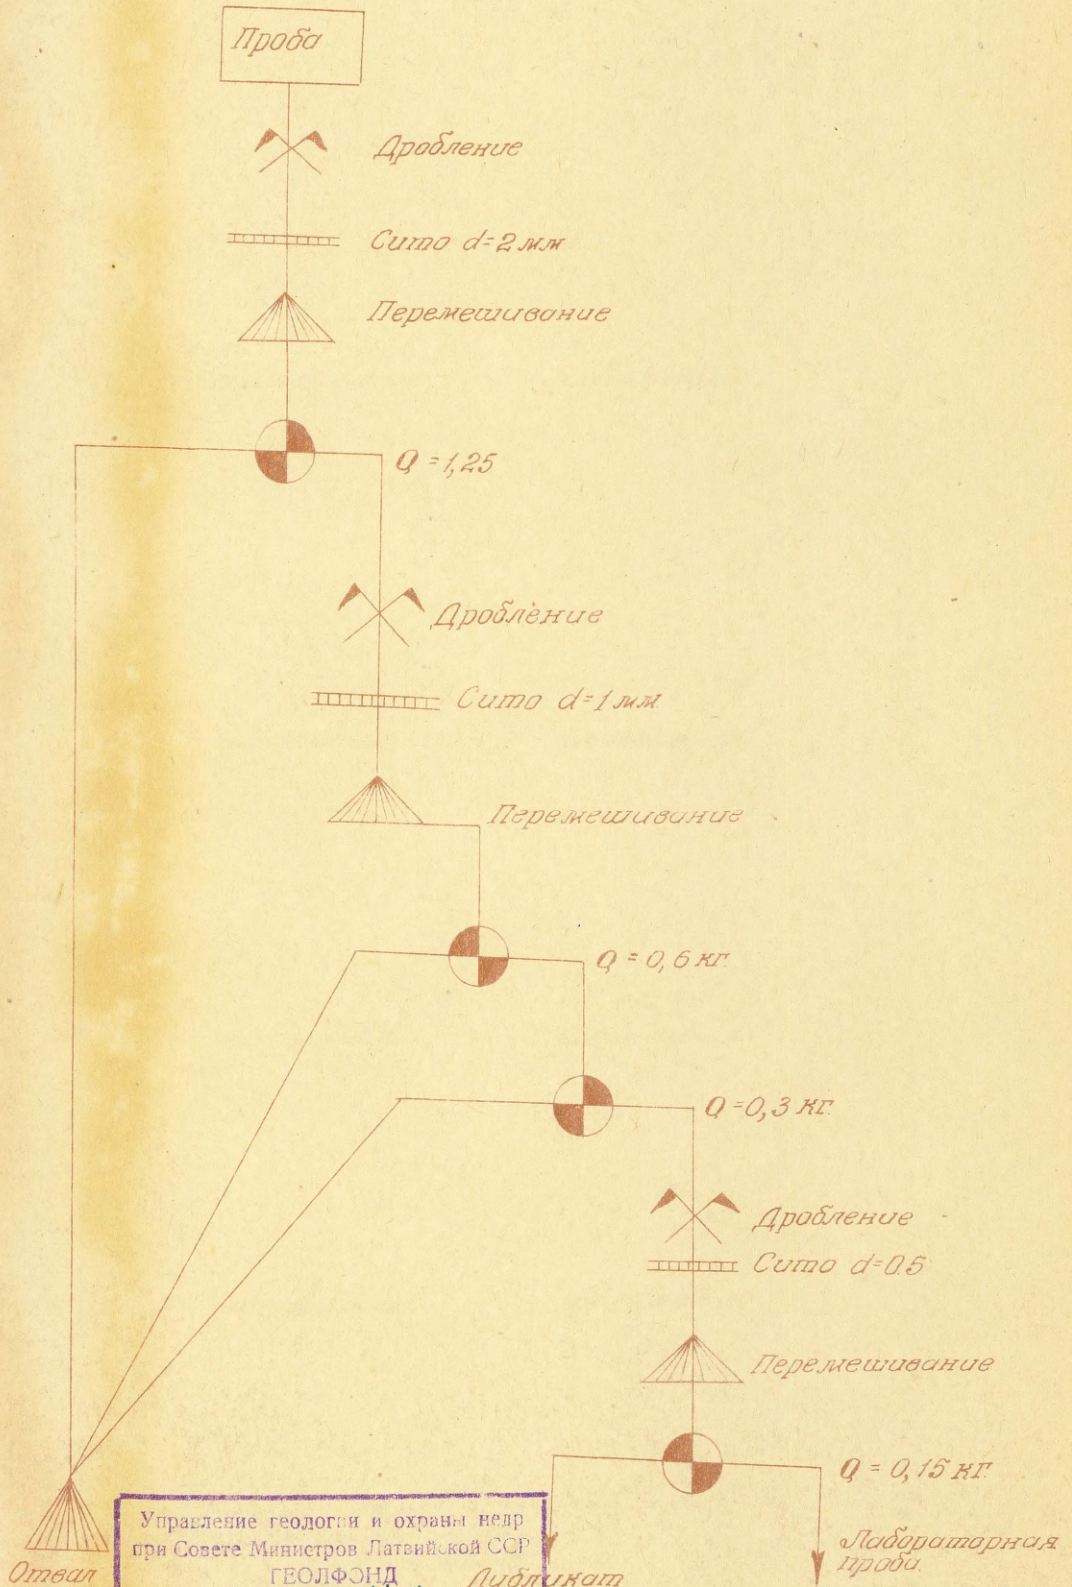 Проба
Дробление
Сито d=2 мм
Перемешивание
Q = 1,25
Дробление
Сито d=1 мм
Перемешивание
Q = 0,6 кг
Q = 0,3 кг
Дробление
Сито d=0.5
Перемешивание
Q = 0,15 кг
Управление геологии и охраны недр
при Совете Министров Латвийской ССР
ГЕОЛФОНД
Отвал
Дубликат
Лабораторная
проба